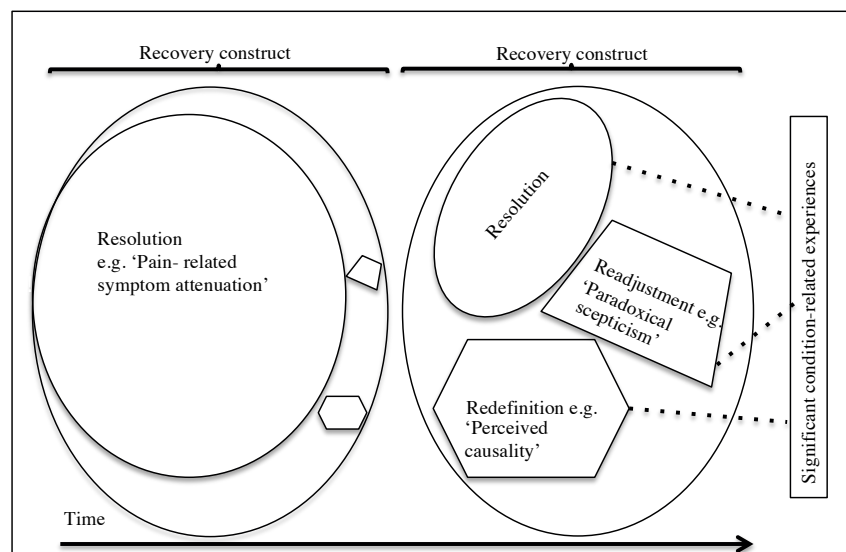 Recovery construct
Recovery construct
Resolution
e.g. ‘Pain- related
symptom attenuation’
Resolution
Readjustment e.g.
‘Paradoxical
scepticism’
Redefinition e.g.
‘Perceived
causality’
Significant condition-related experiences
Time